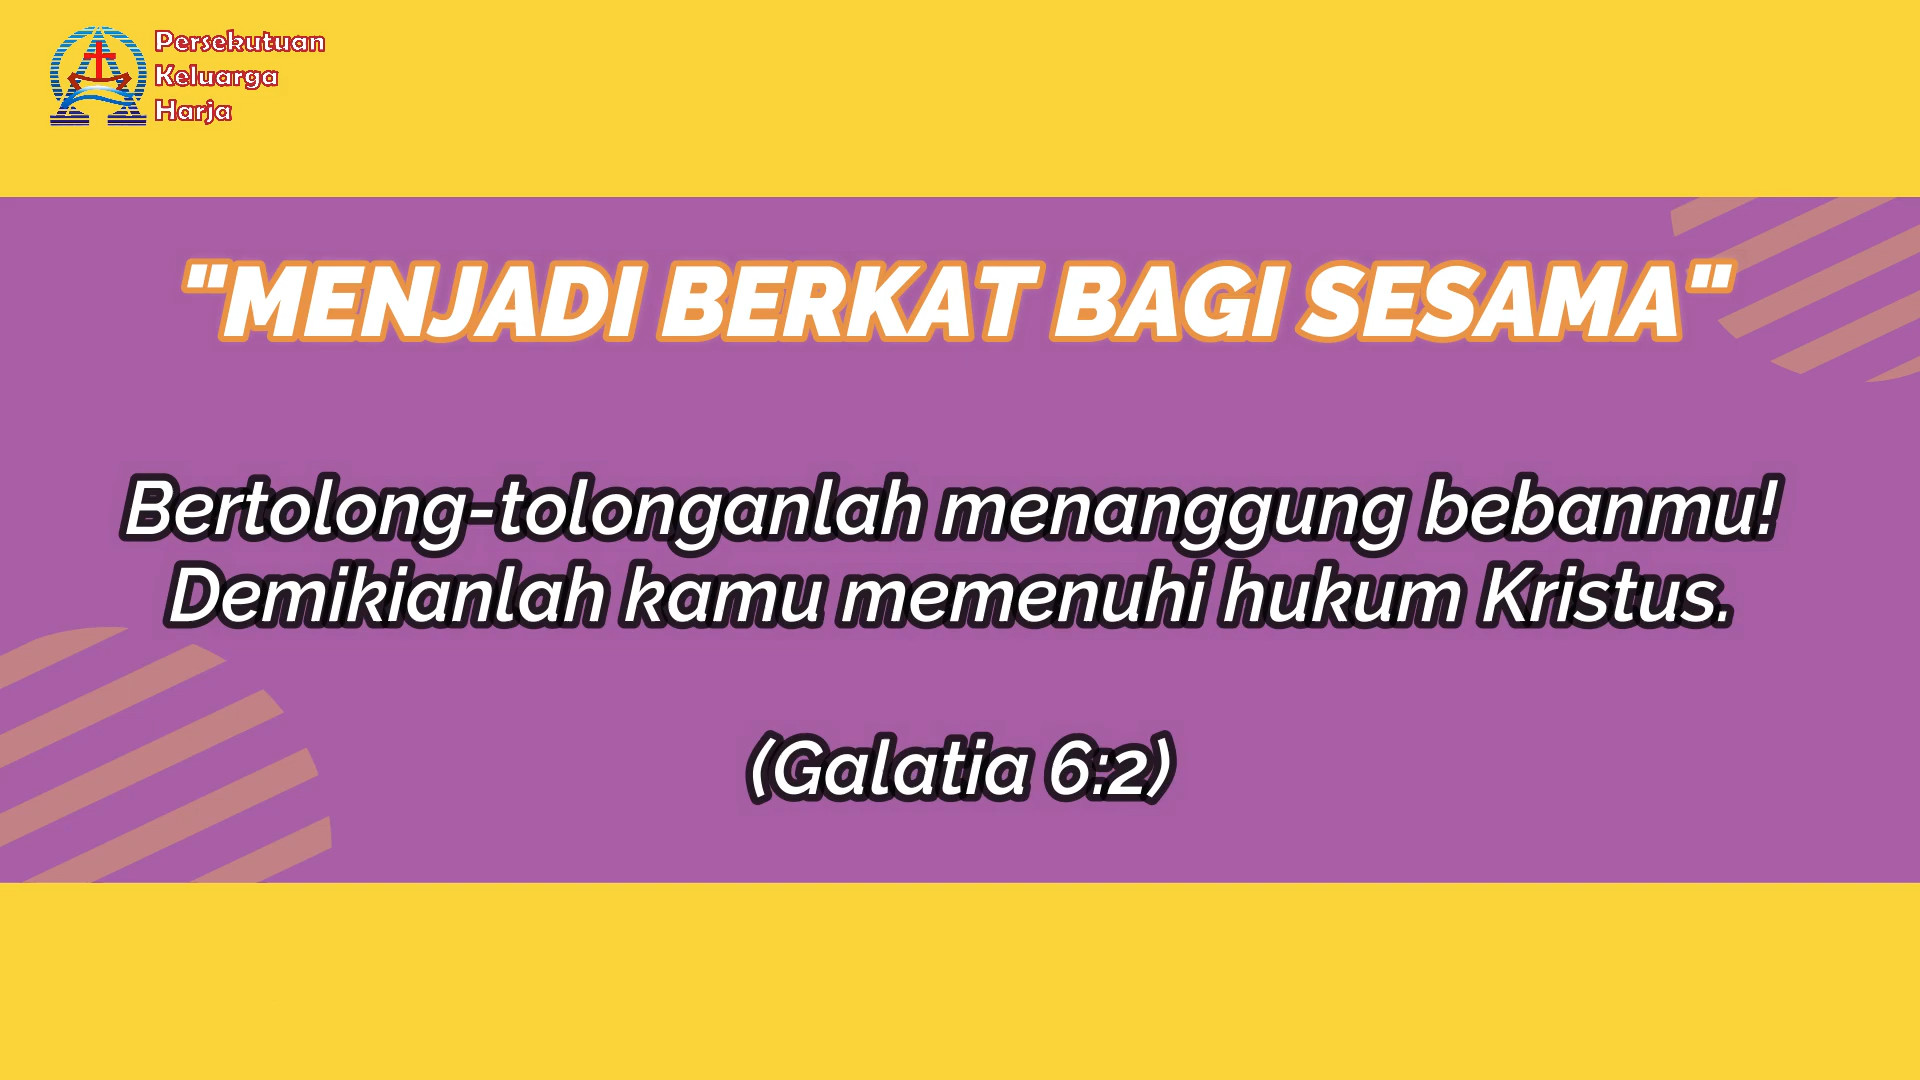 Persekutuan
Keluarga
Harja
"MENJADI BERKAT BAGI SESAMA"
Bertolong-tolonganlah menanggung bebanmu!
Demikianlah kamu memenuhi hukum Kristus.
(Galatia 6:2)